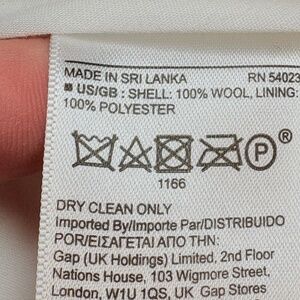 MADE IN SRI LANKA RN 54023
■ US/GB : SHELL: 100% WOOL, LINING:
100% POLYESTER
P®
1166
DRY CLEAN ONLY
Imported By/Importe Par/DISTRIBUIDO
POR/ΕΙΣΑΓΕΤΑΙ ΑΠΟ ΤΗΝ:
Gap (UK Holdings) Limited, 2nd Floor
Nations House, 103 Wigmore Street,
London, W1U 1QS, UK Gap Stores